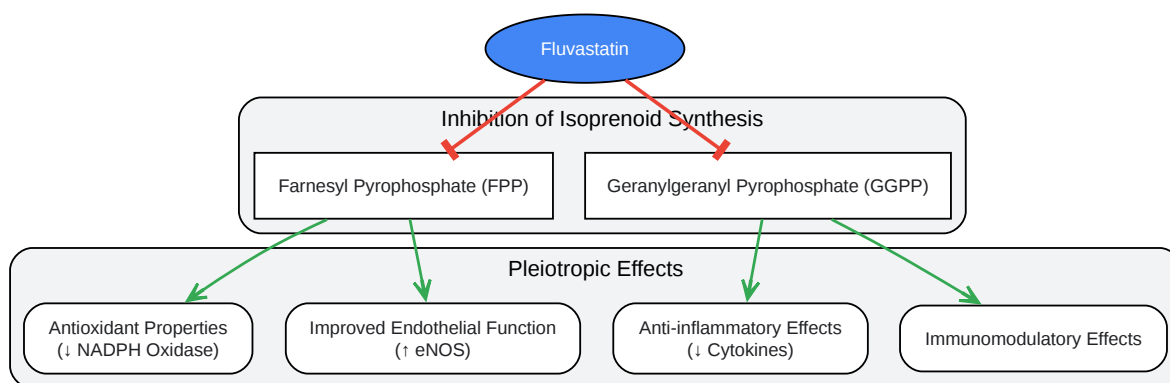 Fluvastatin
Inhibition of Isoprenoid Synthesis
Farnesyl Pyrophosphate (FPP)
Geranylgeranyl Pyrophosphate (GGPP)
Pleiotropic Effects
Antioxidant Properties
(↓ NADPH Oxidase)
Improved Endothelial Function
(↑ eNOS)
Anti-inflammatory Effects
(↓ Cytokines)
Immunomodulatory Effects